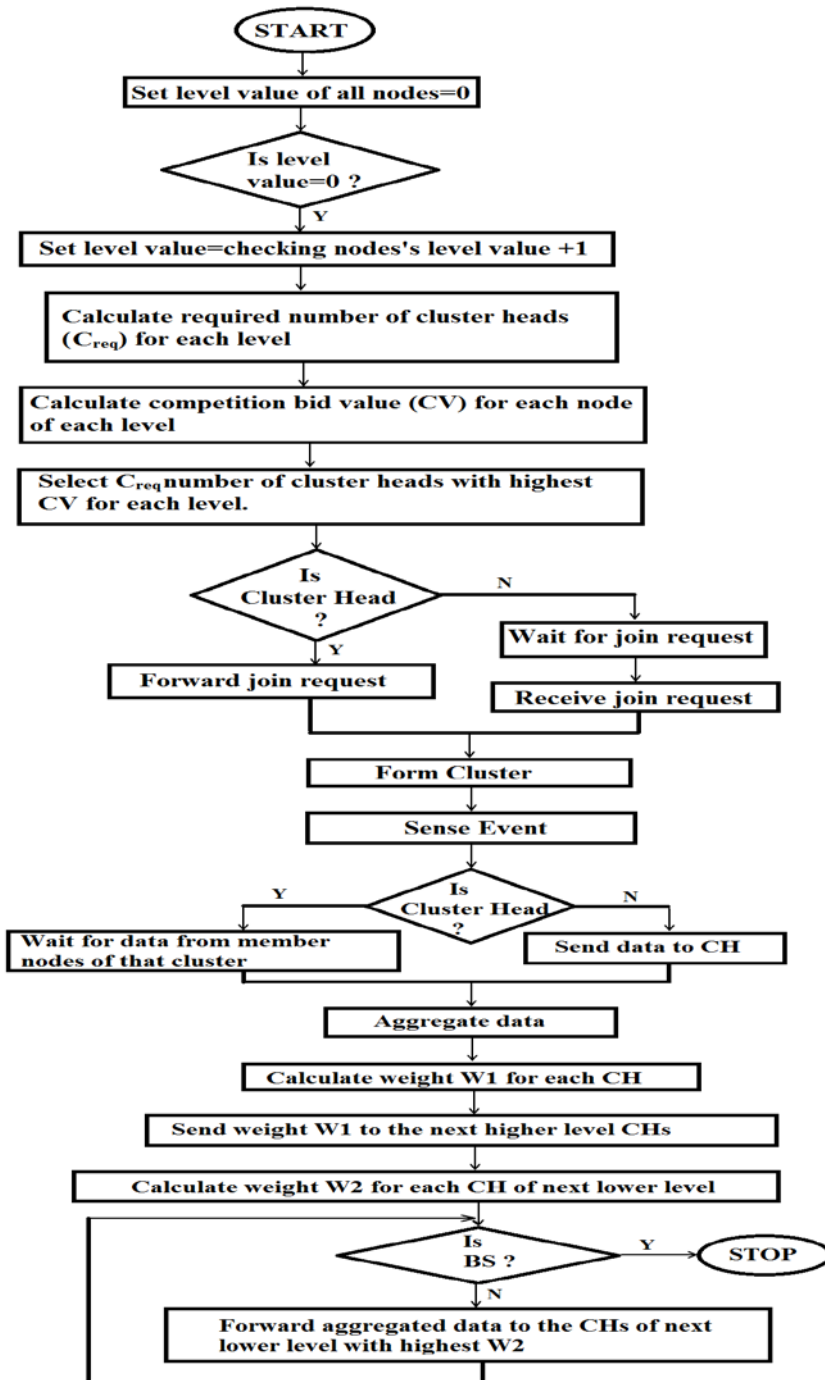 START
Set level value of all nodes=0
Is level
value=0 ?
Y
Set level value=checking nodes's level value +1
Calculate required number of cluster heads
(Creq) for each level
Calculate competition bid value (CV) for each node
of each level
Select Creq number of cluster heads with highest
CV for each level.
Is
Cluster Head
?
N
Y
Wait for join request
Forward join request
Receive join request
Form Cluster
Sense Event
Is
Cluster Head
?
Y
N
Wait for data from member
nodes of that cluster
Send data to CH
Aggregate data
Calculate weight W1 for each CH
Send weight W1 to the next higher level CHs
Calculate weight W2 for each CH of next lower level
Is
BS ?
Y
STOP
N
Forward aggregated data to the CHs of next
lower level with highest W2